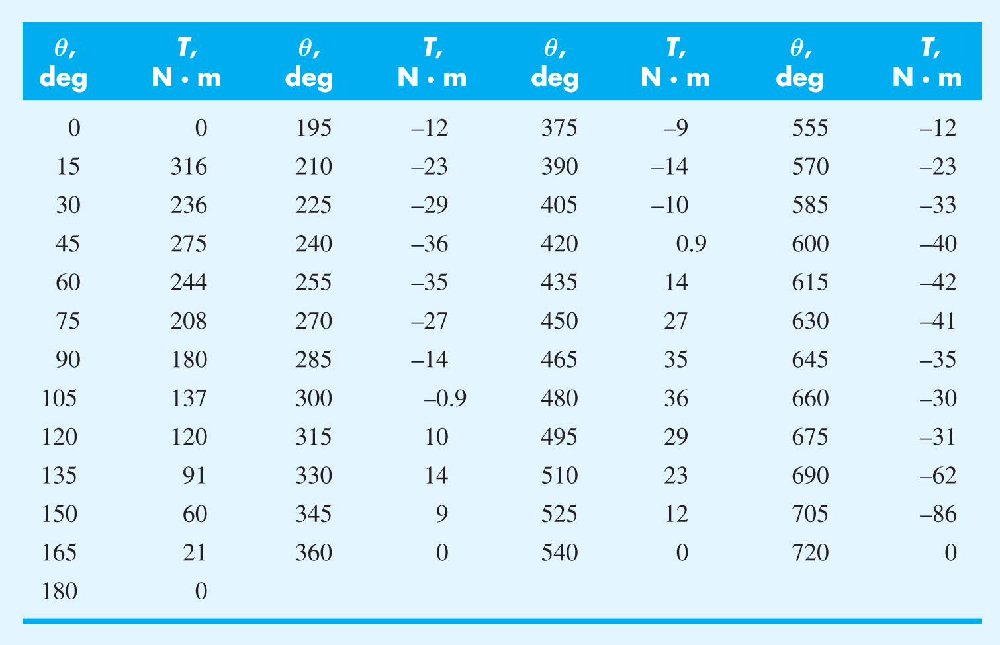 θ, T, θ, T, θ, T, θ, T,
deg N • m deg N • m deg N • m deg N • m
0 0 195 –12 375 –9 555 –12
15 316 210 –23 390 –14 570 –23
30 236 225 –29 405 –10 585 –33
45 275 240 –36 420 0.9 600 –40
60 244 255 –35 435 14 615 –42
75 208 270 –27 450 27 630 –41
90 180 285 –14 465 35 645 –35
105 137 300 –0.9 480 36 660 –30
120 120 315 10 495 29 675 –31
135 91 330 14 510 23 690 –62
150 60 345 9 525 12 705 –86
165 21 360 0 540 0 720 0
180 0